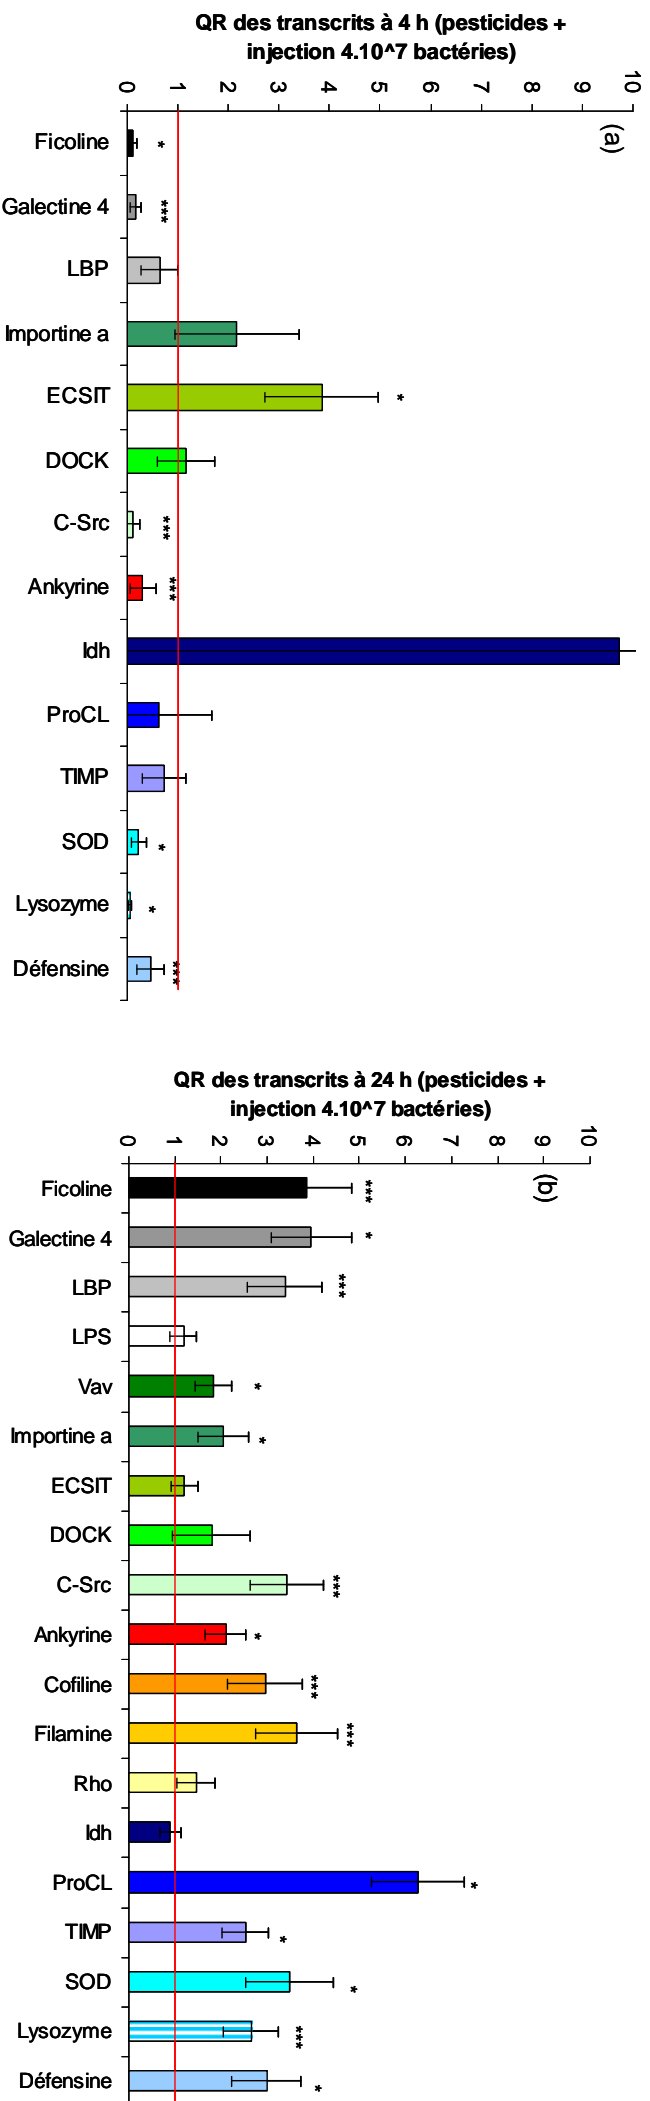 QR des transcrits à 4 h (pesticides +
injection 4.10^7 bactéries)
0 1 2 3 4 5 6 7 8 9 10
(a)
Ficoline *
Galectine 4 ***
LBP
Importine a
ECSIT *
DOCK
C-Src ***
Ankyrine ***
Idh
ProCL
TIMP
SOD *
Lysozyme *
Défensine ***
QR des transcrits à 24 h (pesticides +
injection 4.10^7 bactéries)
0 1 2 3 4 5 6 7 8 9 10
(b)
Ficoline ***
Galectine 4 *
LBP ***
LPS
Vav *
Importine a *
ECSIT
DOCK
C-Src ***
Ankyrine *
Cofiline ***
Filamine ***
Rho
Idh
ProCL *
TIMP *
SOD *
Lysozyme ***
Défensine *